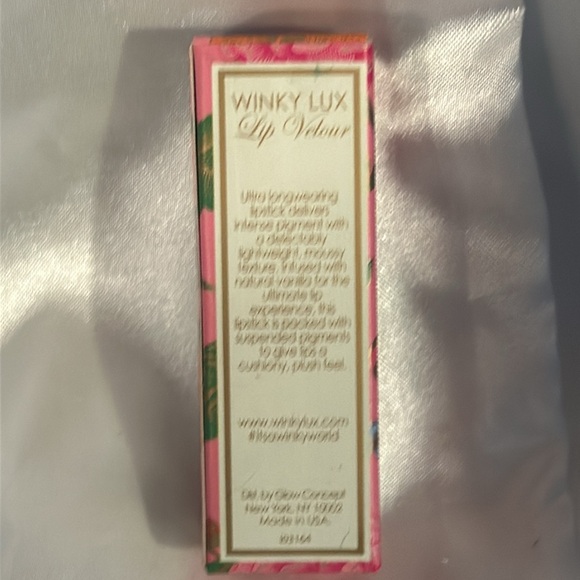 WINKY LUX
Lip Velour
Ultra longwearing
lipstick delivers
intense pigment with
a delectably
lightweight, moussy
texture. Infused with
natural vanilla for the
ultimate lip
experience, this
lipstick is packed with
suspended pigments
to give lips a
cushiony, plush feel.
www.winkylux.com
#itsawinkyworld
Dist. by Glow Concept
New York, NY 10002
Made in USA.